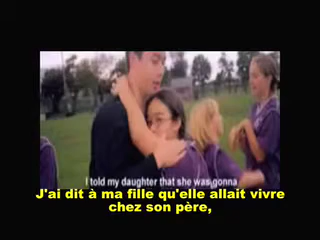 I told my daughter that she was gonna
J'ai dit à ma fille qu'elle allait vivre
chez son père,